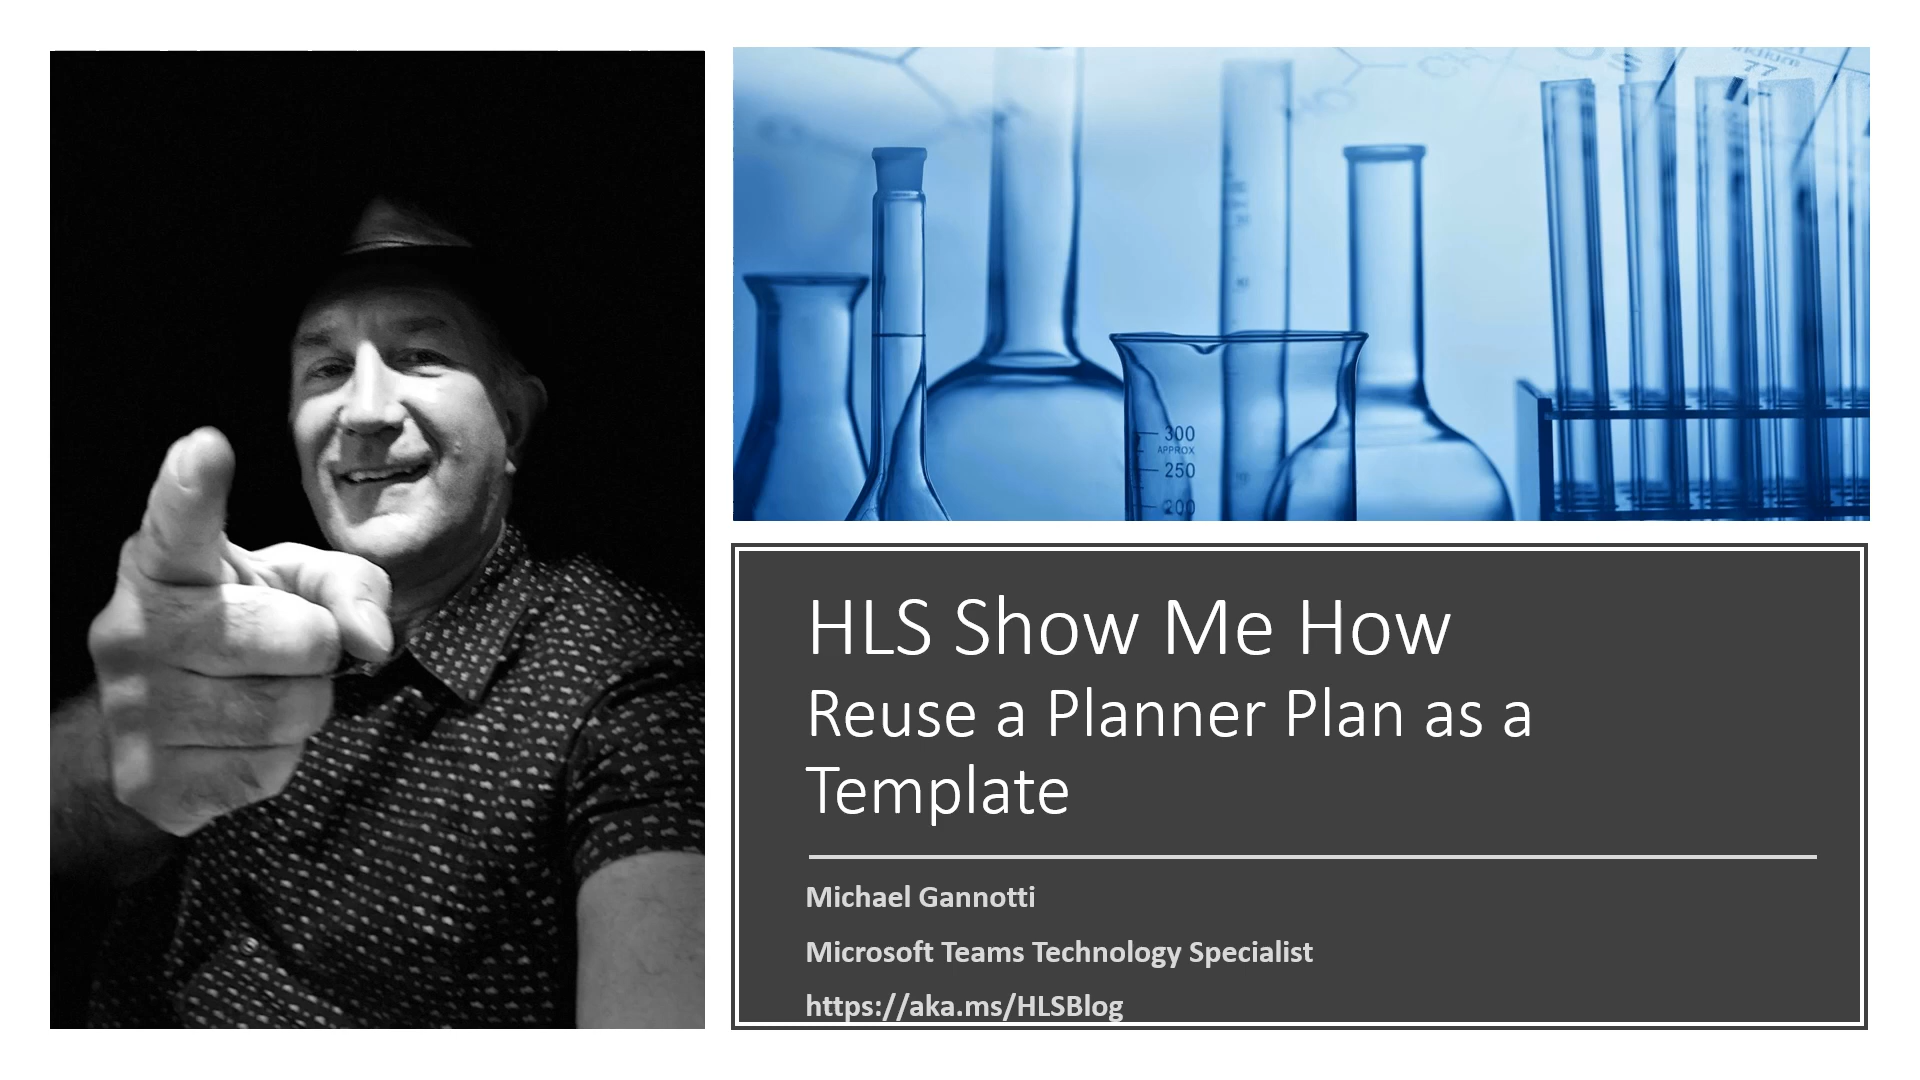 300
APPROX
250
200
HLS Show Me How
Reuse a Planner Plan as a
Template
Michael Gannotti
Microsoft Teams Technology Specialist
https://aka.ms/HLSBlog